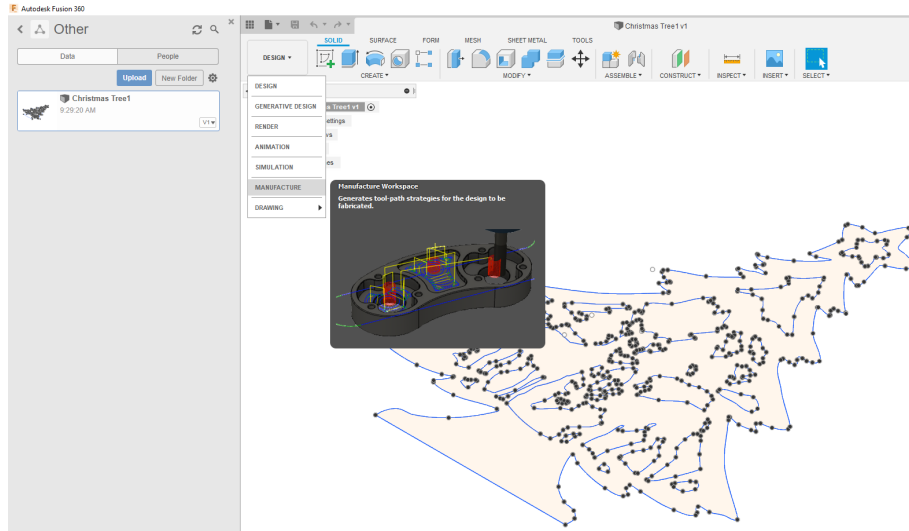 Autodesk Fusion 360
Other
Data
People
Upload
New Folder
Christmas Tree1
9:29:20 AM
V1
Christmas Tree1 v1
DESIGN
SOLID
SURFACE
FORM
MESH
SHEET METAL
TOOLS
CREATE
MODIFY
ASSEMBLE
CONSTRUCT
INSPECT
INSERT
SELECT
DESIGN
GENERATIVE DESIGN
RENDER
ANIMATION
SIMULATION
MANUFACTURE
DRAWING
Tree1 v1
Manufacture Workspace
Generates tool-path strategies for the design to be
fabricated.